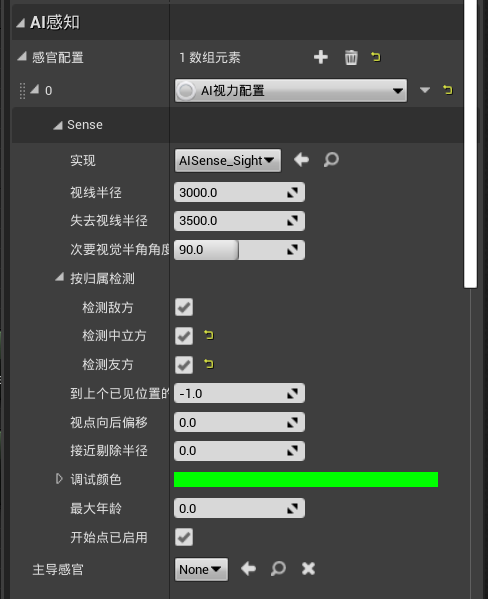 AI感知
感官配置 1 数组元素
0 AI视力配置
Sense
实现 AISense_Sight
视线半径 3000.0
失去视线半径 3500.0
次要视觉半角角度 90.0
按归属检测
检测敌方
检测中立方
检测友方
到上个已见位置的 -1.0
视点向后偏移 0.0
接近剔除半径 0.0
调试颜色
最大年龄 0.0
开始点已启用
主导感官 None